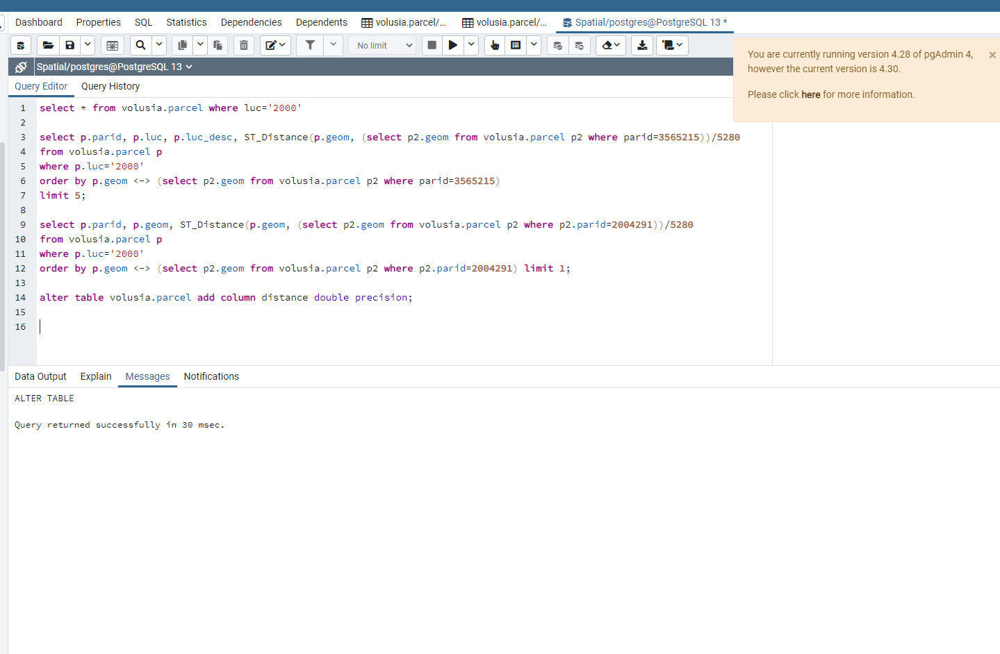 Dashboard Properties SQL Statistics Dependencies Dependents volusia.parcel/... volusia.parcel/... Spatial/postgres@PostgreSQL 13 *
No limit
You are currently running version 4.28 of pgAdmin 4, ×
however the current version is 4.30.
Please click here for more information.
Spatial/postgres@PostgreSQL 13
Query Editor Query History
1 select * from volusia.parcel where luc='2000'
2
3 select p.parid, p.luc, p.luc_desc, ST_Distance(p.geom, (select p2.geom from volusia.parcel p2 where parid=3565215))/5280
4 from volusia.parcel p
5 where p.luc='2000'
6 order by p.geom <-> (select p2.geom from volusia.parcel p2 where parid=3565215)
7 limit 5;
8
9 select p.parid, p.geom, ST_Distance(p.geom, (select p2.geom from volusia.parcel p2 where p2.parid=2004291))/5280
10 from volusia.parcel p
11 where p.luc='2000'
12 order by p.geom <-> (select p2.geom from volusia.parcel p2 where p2.parid=2004291) limit 1;
13
14 alter table volusia.parcel add column distance double precision;
15
16
Data Output Explain Messages Notifications
ALTER TABLE
Query returned successfully in 30 msec.